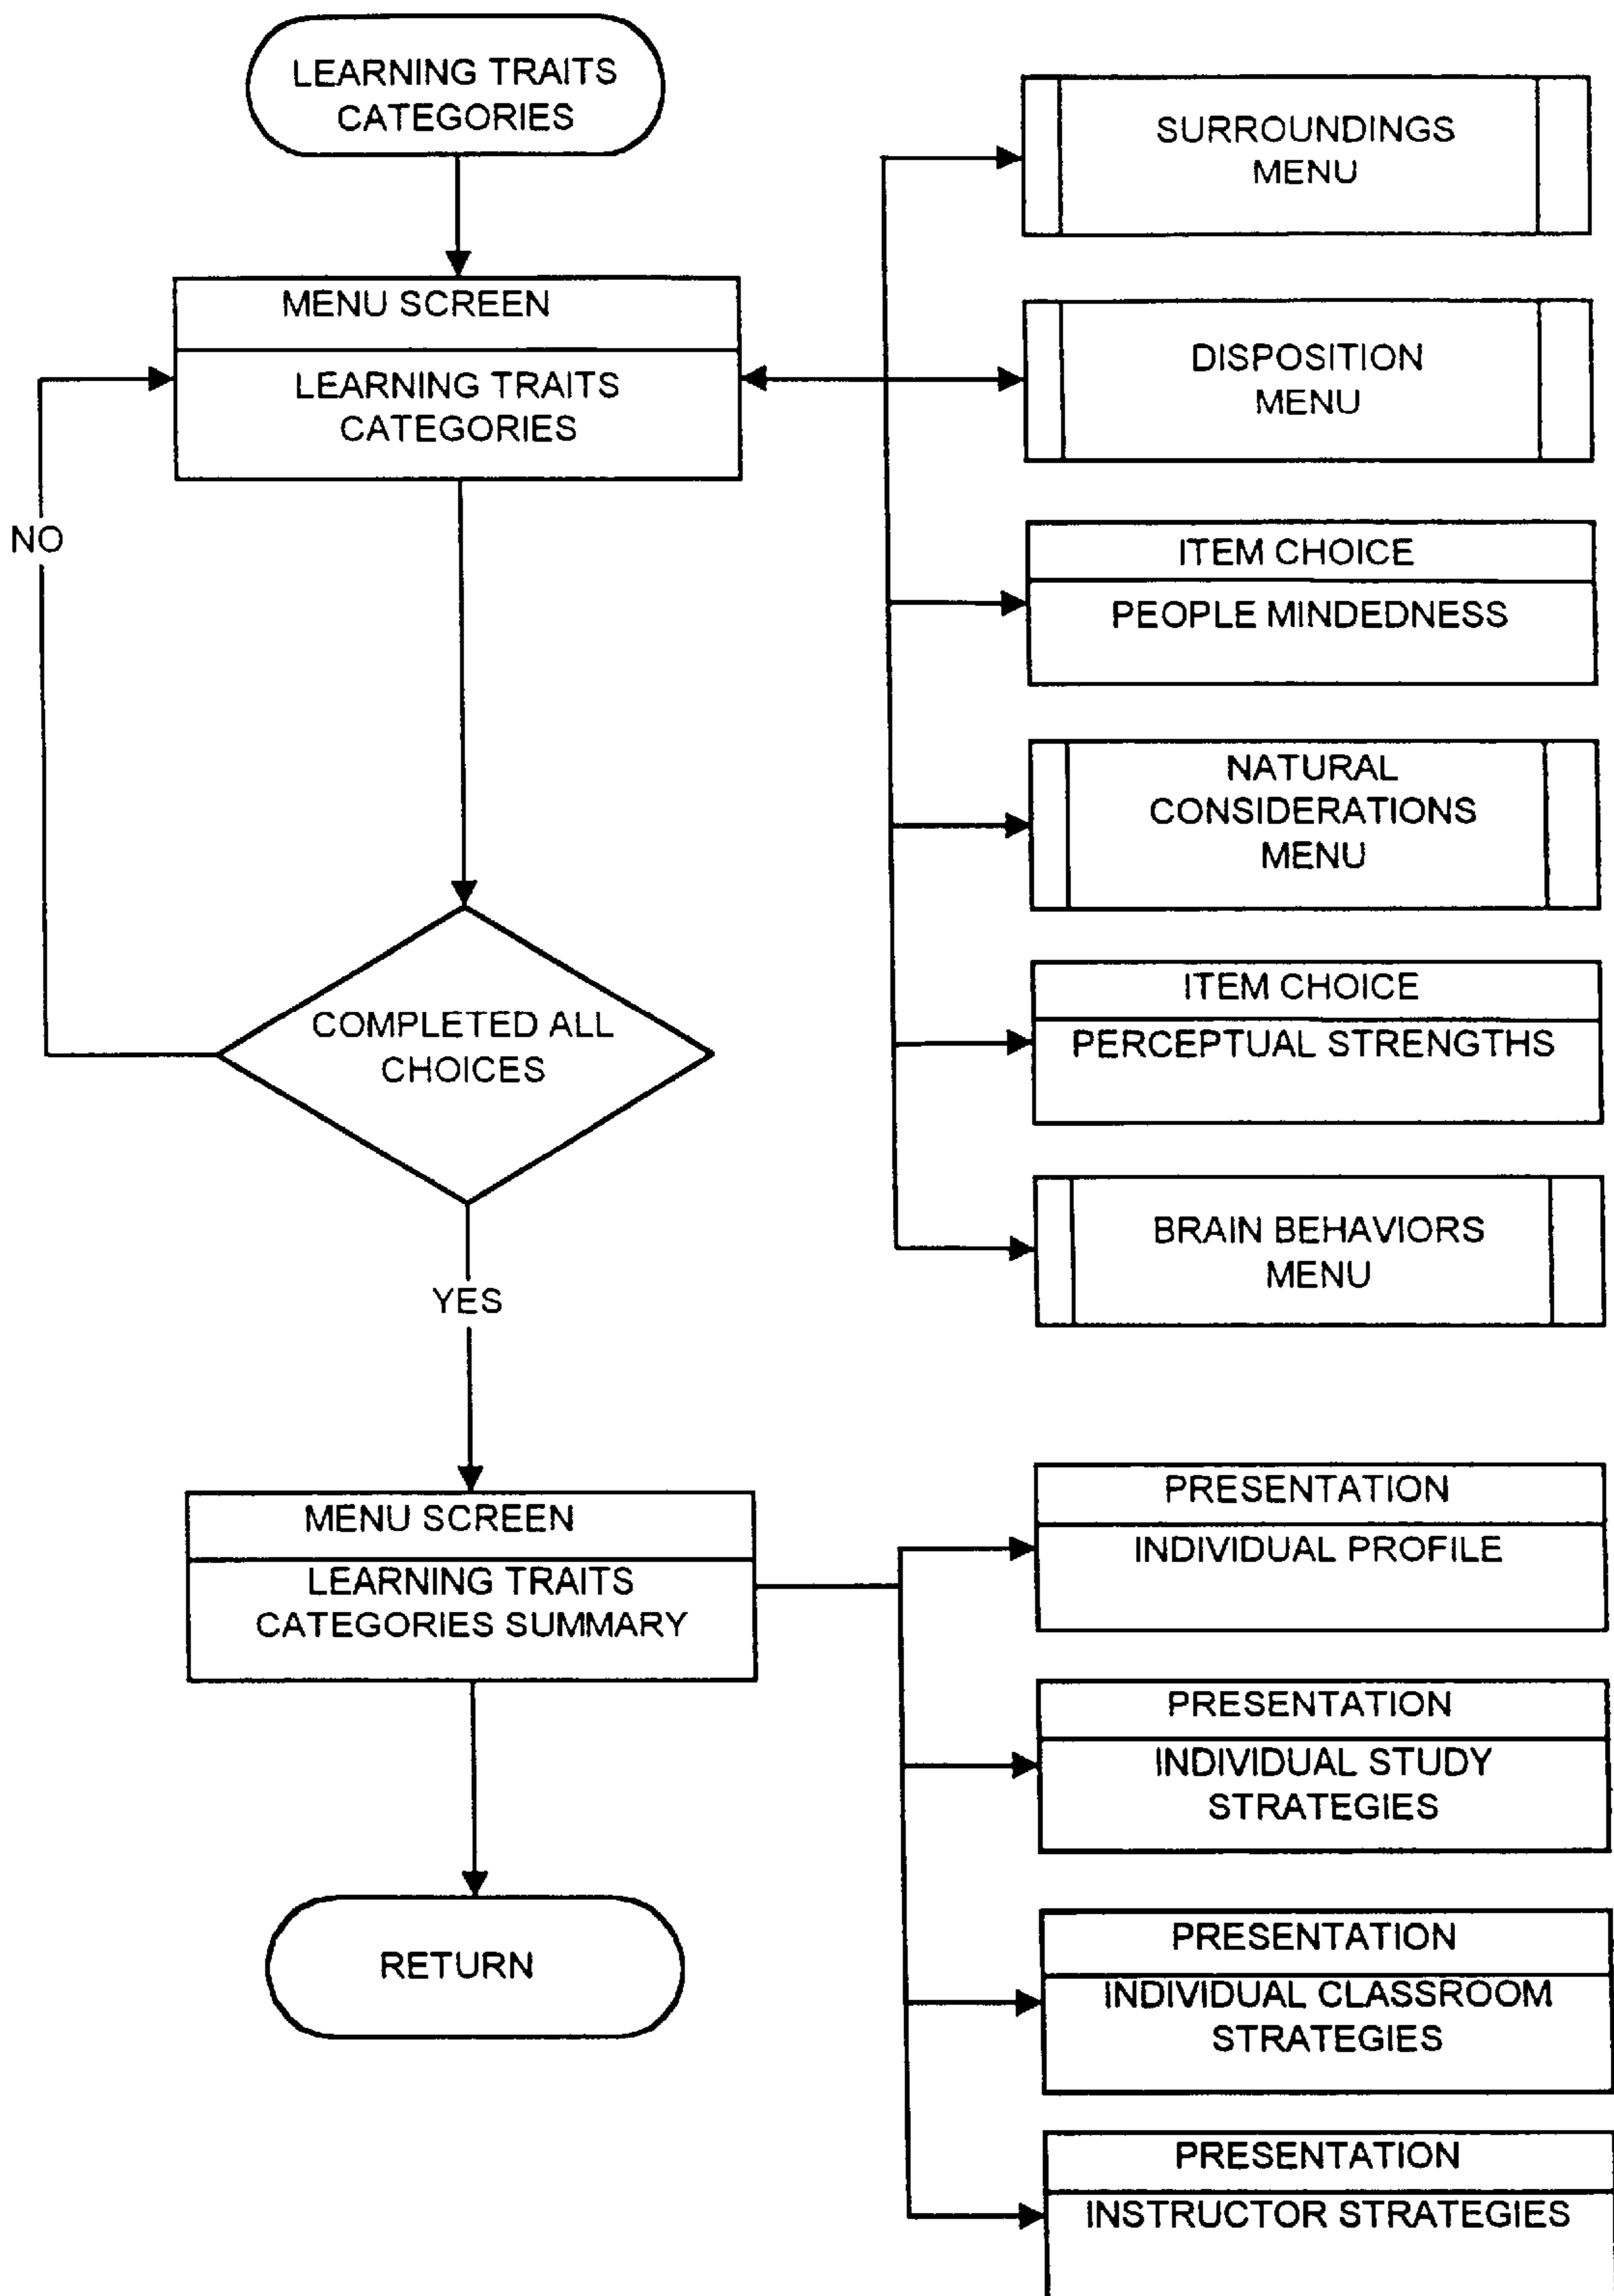 LEARNING TRAITS
CATEGORIES
SURROUNDINGS
MENU
MENU SCREEN
LEARNING TRAITS
CATEGORIES
DISPOSITION
MENU
NO
ITEM CHOICE
PEOPLE MINDEDNESS
NATURAL
CONSIDERATIONS
MENU
COMPLETED ALL
CHOICES
ITEM CHOICE
PERCEPTUAL STRENGTHS
BRAIN BEHAVIORS
MENU
YES
MENU SCREEN
LEARNING TRAITS
CATEGORIES SUMMARY
PRESENTATION
INDIVIDUAL PROFILE
PRESENTATION
INDIVIDUAL STUDY
STRATEGIES
RETURN
PRESENTATION
INDIVIDUAL CLASSROOM
STRATEGIES
PRESENTATION
INSTRUCTOR STRATEGIES